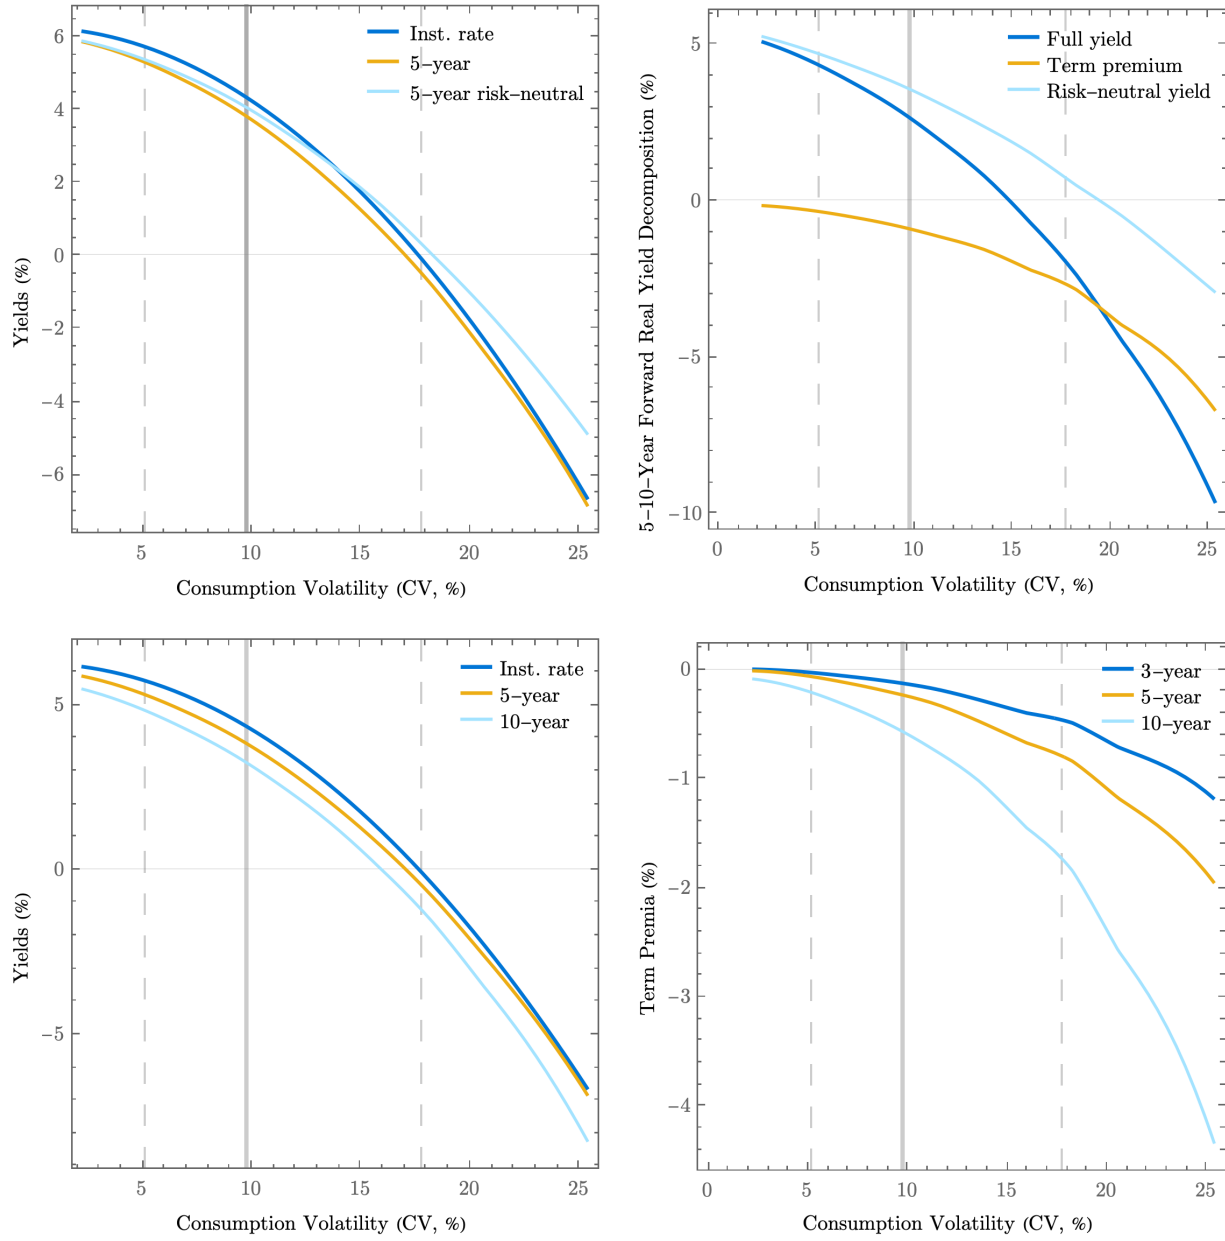 Inst. rate
5–year
5–year risk–neutral
6
4
2
0
−2
−4
−6
Yields (%)
5
10
15
20
25
Consumption Volatility (CV, %)
Full yield
Term premium
Risk–neutral yield
5
0
−5
−10
5–10–Year Forward Real Yield Decomposition (%)
0
5
10
15
20
25
Consumption Volatility (CV, %)
Inst. rate
5–year
10–year
5
0
−5
Yields (%)
5
10
15
20
25
Consumption Volatility (CV, %)
3–year
5–year
10–year
0
−1
−2
−3
−4
Term Premia (%)
0
5
10
15
20
25
Consumption Volatility (CV, %)